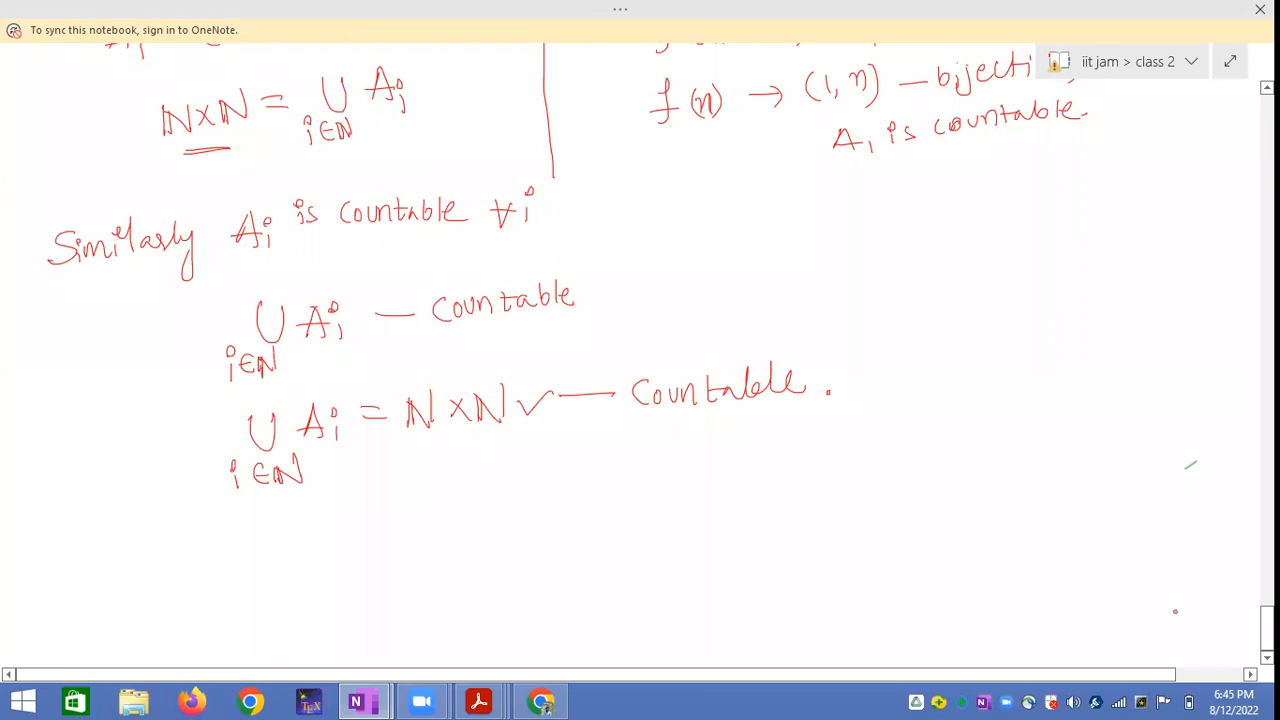 To sync this notebook, sign in to OneNote.
iit jam > class 2
N×N = ∪ Aᵢ
i∈N
f(n) → (1, n) — bijecti
A₁ is countable.
Similarly Aᵢ is countable ∀i
∪ Aᵢ — Countable
i∈N
∪ Aᵢ = N×N ✓ — Countable.
i∈N
6:45 PM
8/12/2022